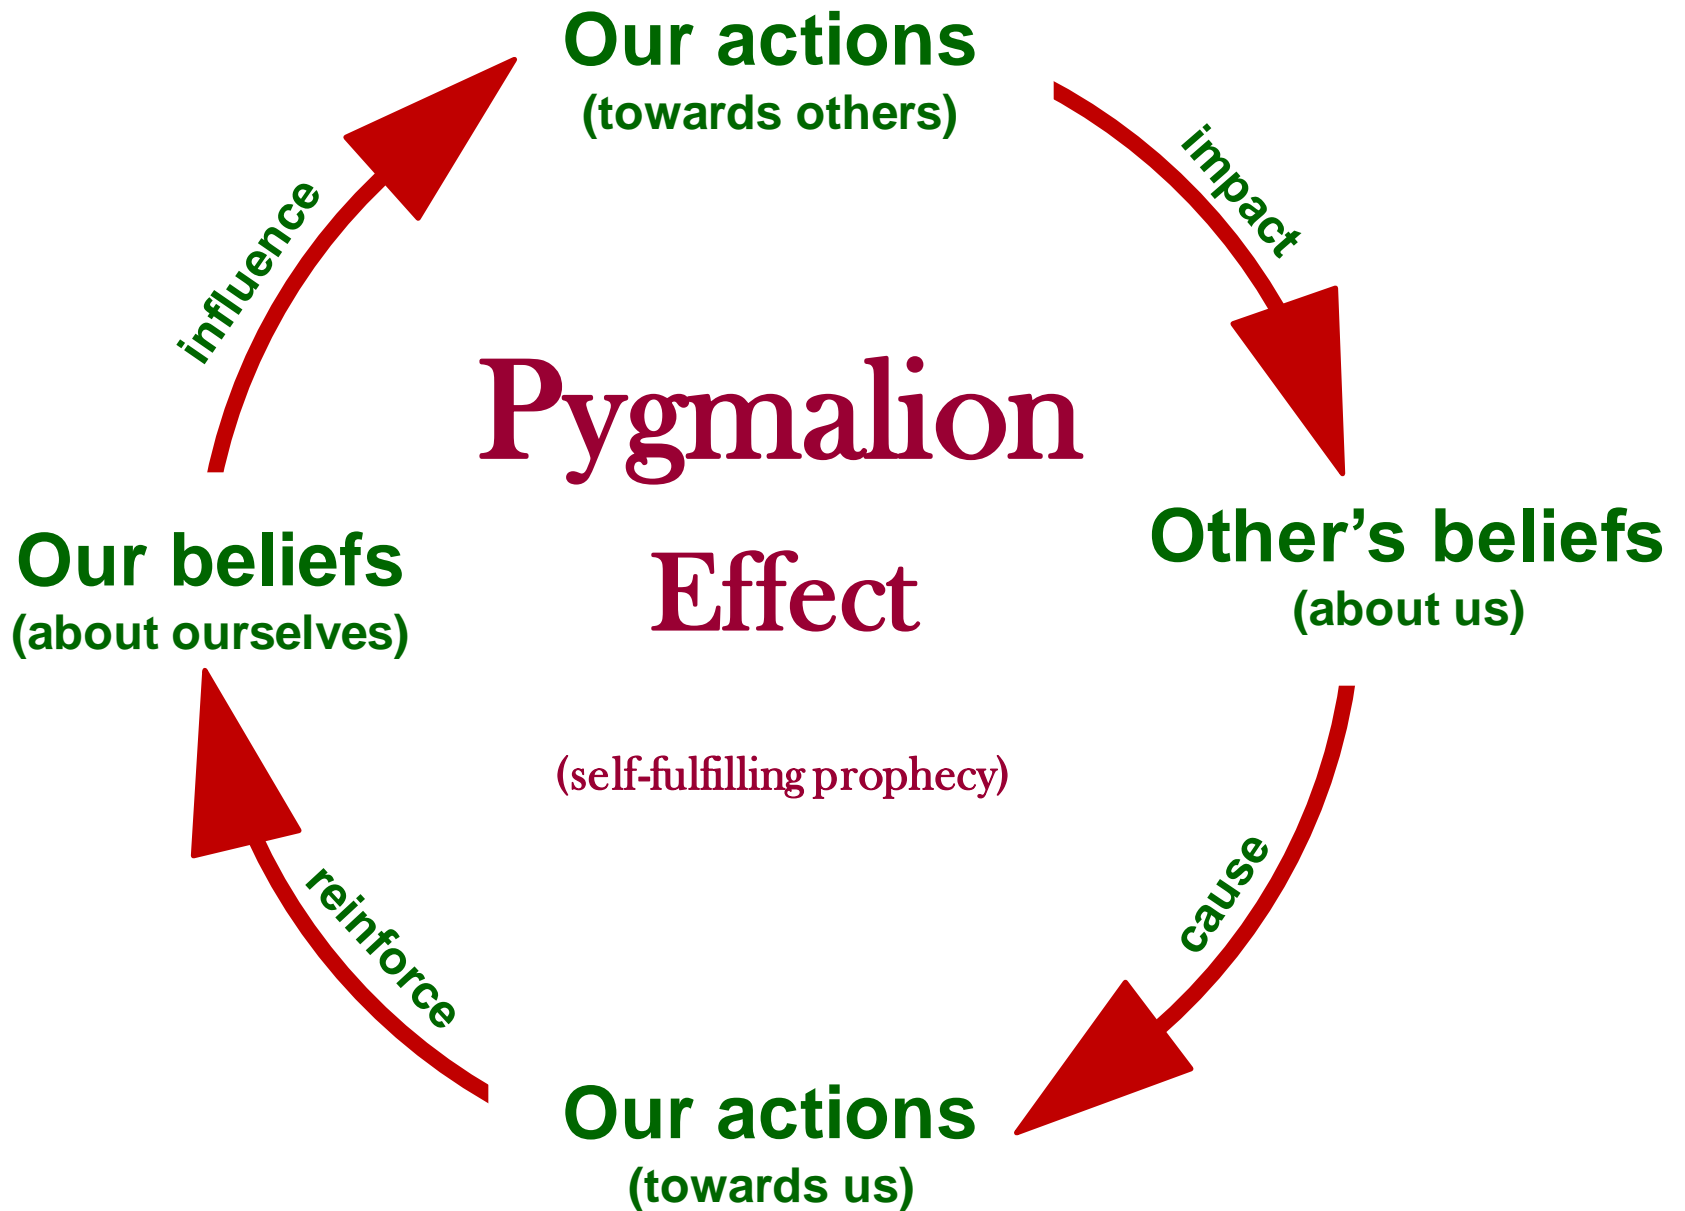 Our actions
(towards others)
impact
influence
Pygmalion
Effect
(self-fulfilling prophecy)
Other’s beliefs
(about us)
Our beliefs
(about ourselves)
cause
reinforce
Our actions
(towards us)